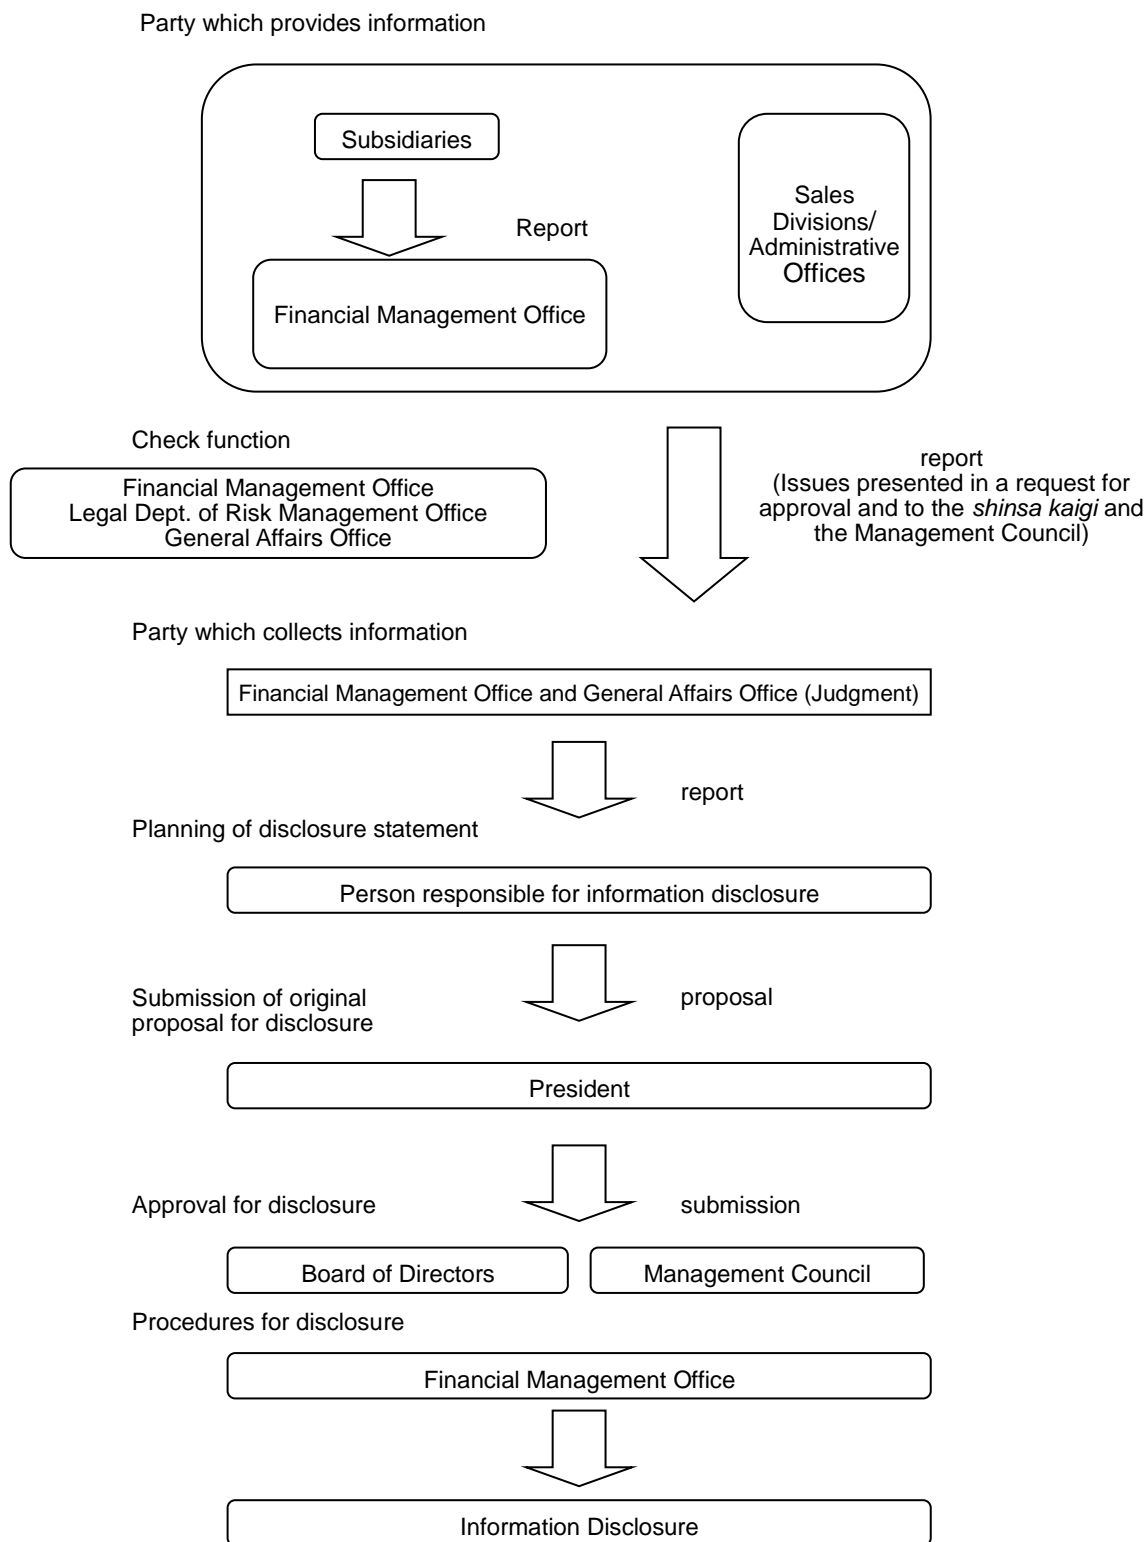 Party which provides information
Subsidiaries
Report
Financial Management Office
Sales
Divisions/
Administrative
Offices
Check function
Financial Management Office
Legal Dept. of Risk Management Office
General Affairs Office
report
(Issues presented in a request for
approval and to the shinsa kaigi and
the Management Council)
Party which collects information
Financial Management Office and General Affairs Office (Judgment)
report
Planning of disclosure statement
Person responsible for information disclosure
Submission of original
proposal for disclosure
proposal
President
Approval for disclosure
submission
Board of Directors
Management Council
Procedures for disclosure
Financial Management Office
Information Disclosure